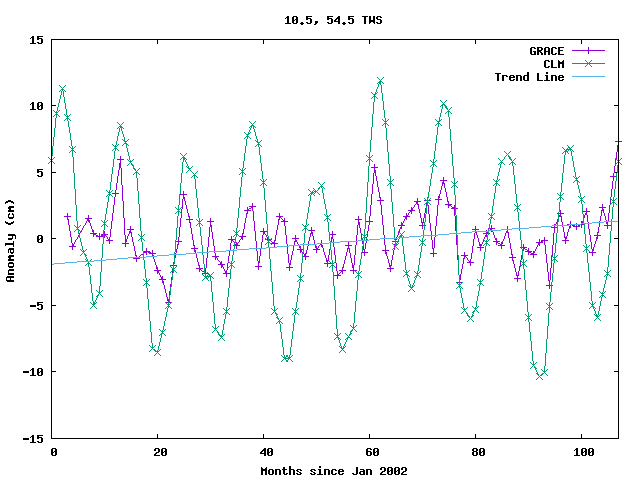 10.5, 54.5 TWS
GRACE
CLM
Trend Line
Anomaly (cm)
15
10
5
0
-5
-10
-15
0 20 40 60 80 100
Months since Jan 2002